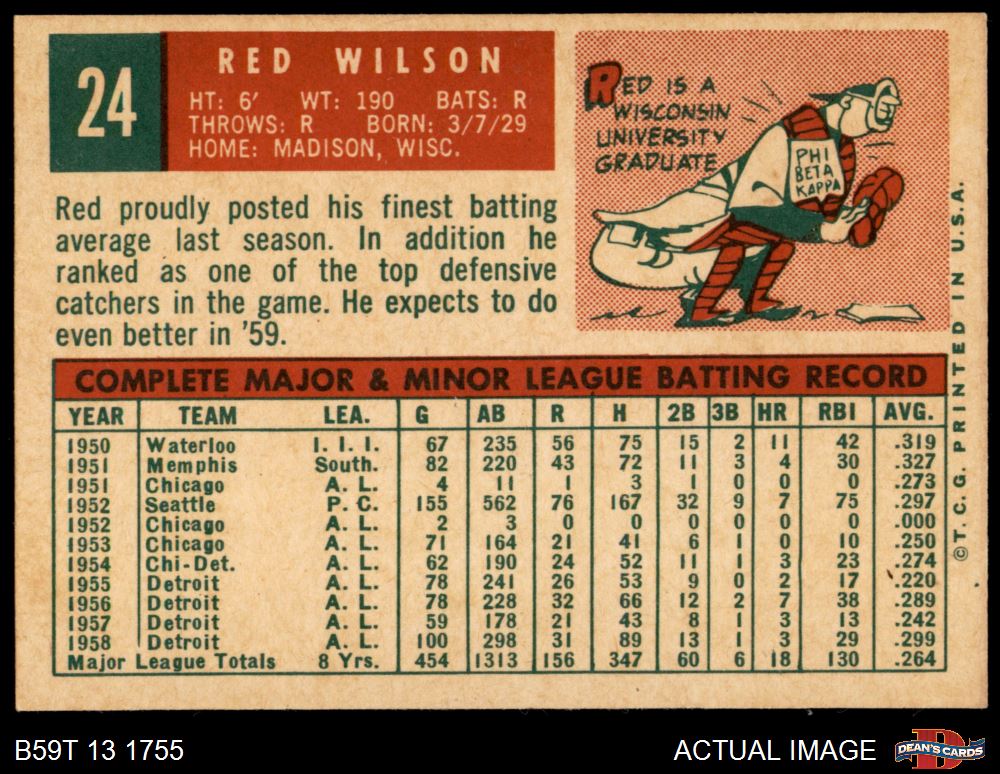 24
RED WILSON
HT: 6' WT: 190 BATS: R
THROWS: R BORN: 3/7/29
HOME: MADISON, WISC.
RED IS A
WISCONSIN
UNIVERSITY
GRADUATE
PHI
BETA
KAPPA
Red proudly posted his finest batting
average last season. In addition he
ranked as one of the top defensive
catchers in the game. He expects to do
even better in '59.
COMPLETE MAJOR & MINOR LEAGUE BATTING RECORD
YEAR TEAM LEA. G AB R H 2B 3B HR RBI AVG.
1950 Waterloo I. I. I. 67 235 56 75 15 2 11 42 .319
1951 Memphis South. 82 220 43 72 11 3 4 30 .327
1951 Chicago A. L. 4 11 1 3 1 0 0 0 .273
1952 Seattle P. C. 155 562 76 167 32 9 7 75 .297
1952 Chicago A. L. 2 3 0 0 0 0 0 0 .000
1953 Chicago A. L. 71 164 21 41 6 1 0 10 .250
1954 Chi-Det. A. L. 62 190 24 52 11 1 3 23 .274
1955 Detroit A. L. 78 241 26 53 9 0 2 17 .220
1956 Detroit A. L. 78 228 32 66 12 2 7 38 .289
1957 Detroit A. L. 59 178 21 43 8 1 3 13 .242
1958 Detroit A. L. 100 298 31 89 13 1 3 29 .299
Major League Totals 8 Yrs. 454 1313 156 347 60 6 18 130 .264
©T. C. G. PRINTED IN U.S.A.
B59T 13 1755
ACTUAL IMAGE
D
DEAN'S CARDS